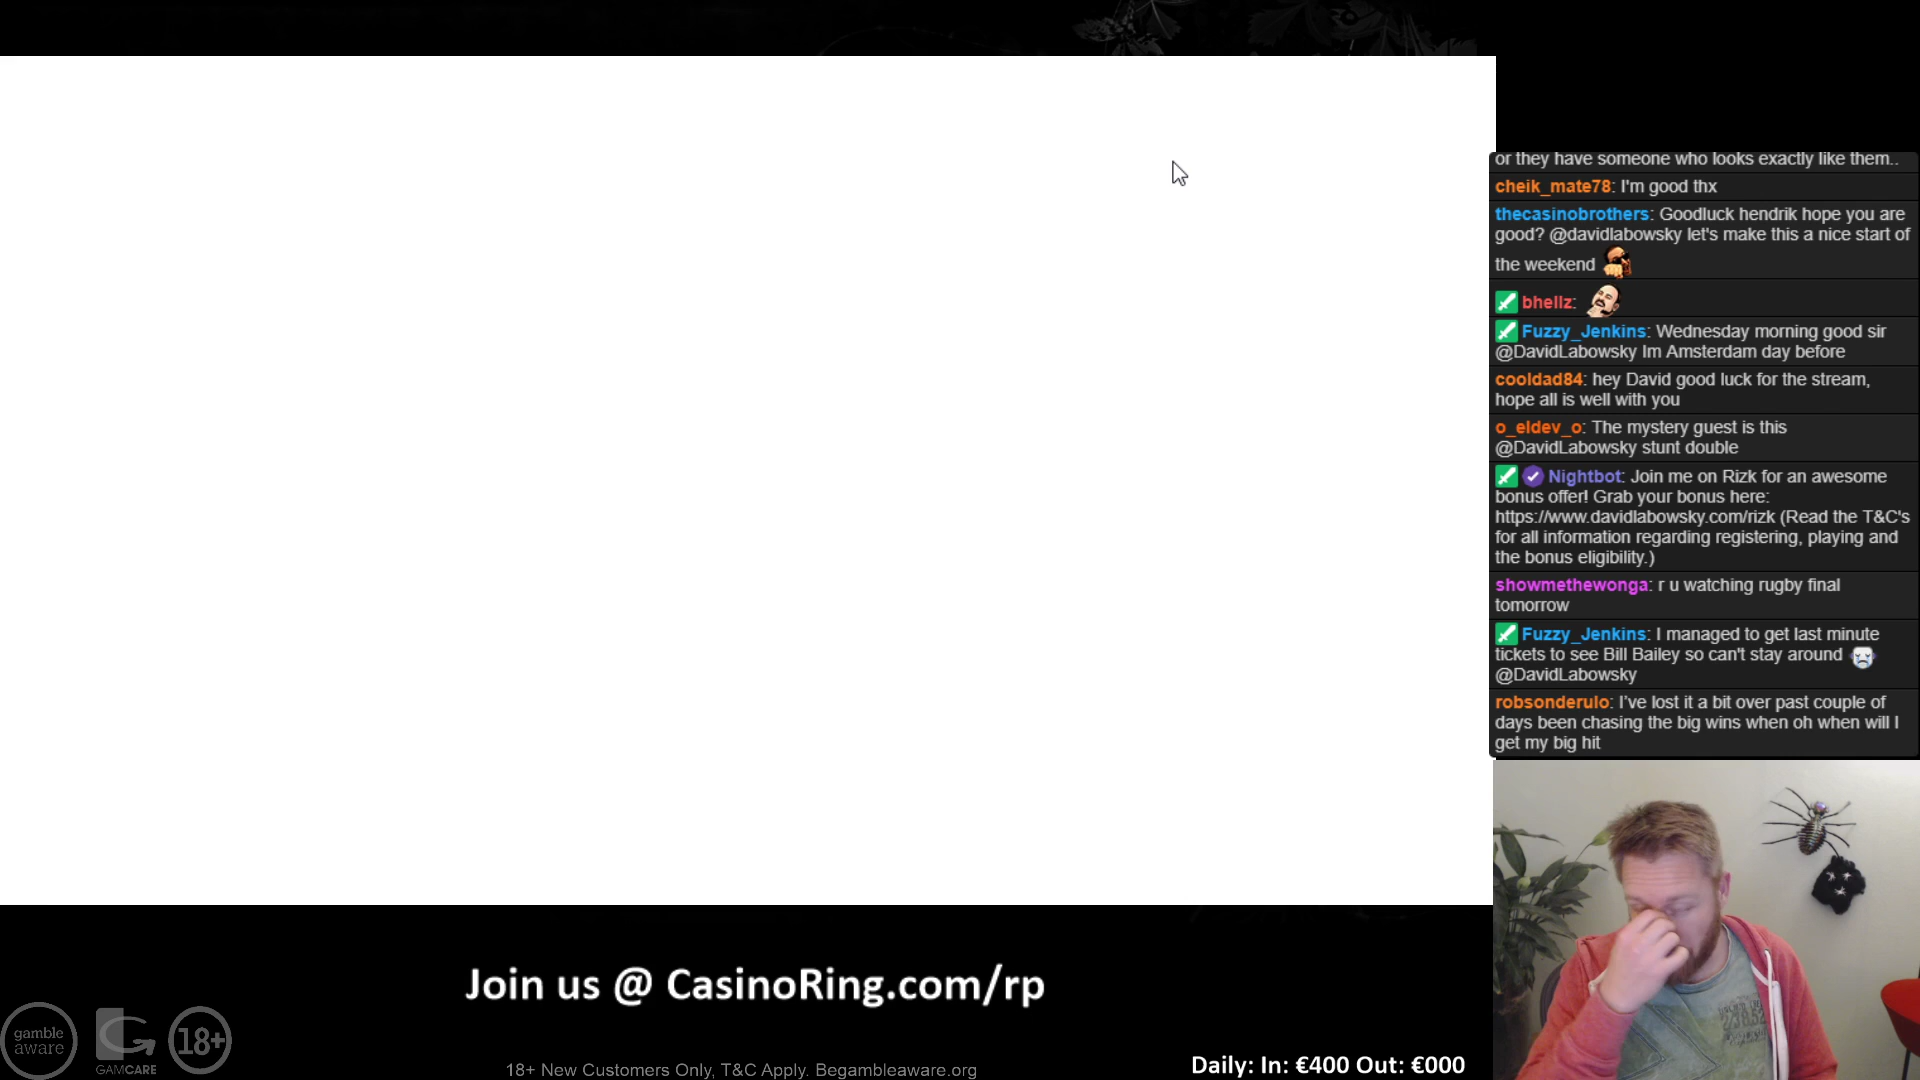 or they have someone who looks exactly like them..
cheik_mate78: I'm good thx
thecasinobrothers: Goodluck hendrik hope you are
good? @davidlabowsky let's make this a nice start of
the weekend
bhellz:
Fuzzy_Jenkins: Wednesday morning good sir
@DavidLabowsky Im Amsterdam day before
cooldad84: hey David good luck for the stream,
hope all is well with you
o_eldev_o: The mystery guest is this
@DavidLabowsky stunt double
Nightbot: Join me on Rizk for an awesome
bonus offer! Grab your bonus here:
https://www.davidlabowsky.com/rizk (Read the T&C's
for all information regarding registering, playing and
the bonus eligibility.)
showmethewonga: r u watching rugby final
tomorrow
Fuzzy_Jenkins: I managed to get last minute
tickets to see Bill Bailey so can't stay around
@DavidLabowsky
robsonderulo: I've lost it a bit over past couple of
days been chasing the big wins when oh when will I
get my big hit
Join us @ CasinoRing.com/rp
gamble
aware
GAMCARE
18+
18+ New Customers Only, T&C Apply. Begambleaware.org
Daily: In: €400 Out: €000